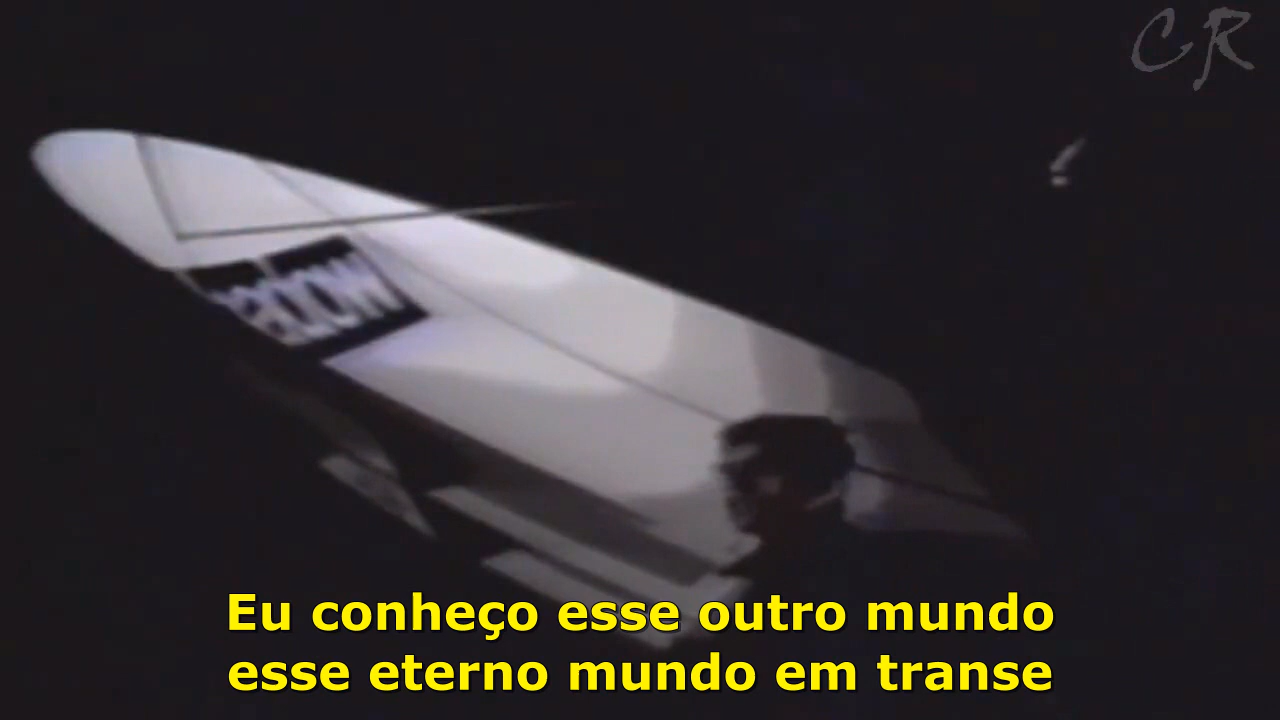 CR
Eu conheço esse outro mundo
esse eterno mundo em transe